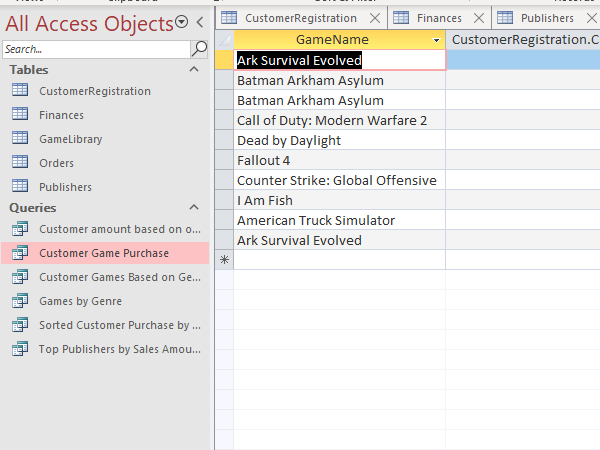 All Access Objects
Search...
Tables
CustomerRegistration
Finances
GameLibrary
Orders
Publishers
Queries
Customer amount based on o...
Customer Game Purchase
Customer Games Based on Ge...
Games by Genre
Sorted Customer Purchase by ...
Top Publishers by Sales Amou...
CustomerRegistration Finances Publishers
GameName CustomerRegistration.C
Ark Survival Evolved
Batman Arkham Asylum
Batman Arkham Asylum
Call of Duty: Modern Warfare 2
Dead by Daylight
Fallout 4
Counter Strike: Global Offensive
I Am Fish
American Truck Simulator
Ark Survival Evolved